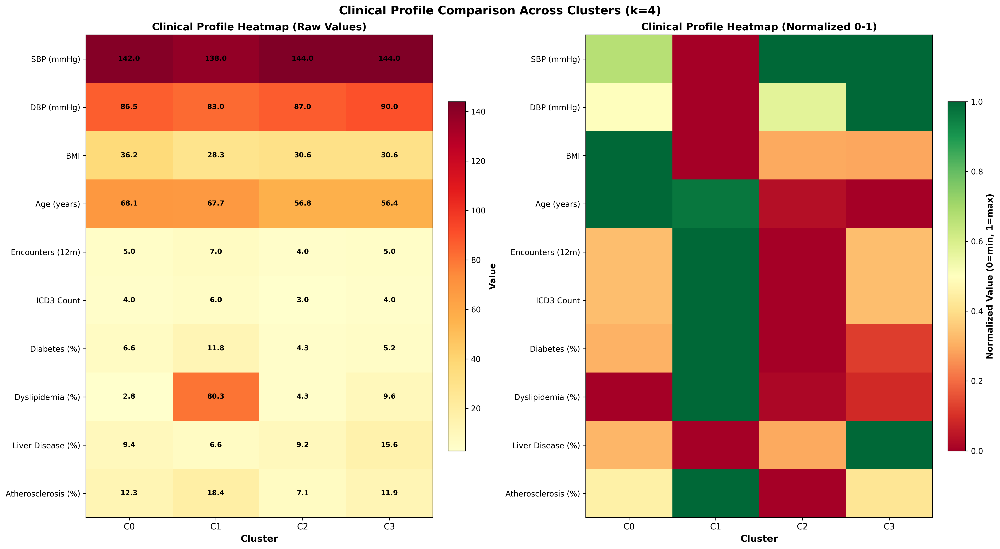 Clinical Profile Comparison Across Clusters (k=4)
Clinical Profile Heatmap (Raw Values)
SBP (mmHg) 142.0 138.0 144.0 144.0
DBP (mmHg) 86.5 83.0 87.0 90.0
BMI 36.2 28.3 30.6 30.6
Age (years) 68.1 67.7 56.8 56.4
Encounters (12m) 5.0 7.0 4.0 5.0
ICD3 Count 4.0 6.0 3.0 4.0
Diabetes (%) 6.6 11.8 4.3 5.2
Dyslipidemia (%) 2.8 80.3 4.3 9.6
Liver Disease (%) 9.4 6.6 9.2 15.6
Atherosclerosis (%) 12.3 18.4 7.1 11.9
C0 C1 C2 C3
Cluster
140
120
100
80
60
40
20
Value
Clinical Profile Heatmap (Normalized 0-1)
SBP (mmHg)
DBP (mmHg)
BMI
Age (years)
Encounters (12m)
ICD3 Count
Diabetes (%)
Dyslipidemia (%)
Liver Disease (%)
Atherosclerosis (%)
C0 C1 C2 C3
Cluster
1.0
0.8
0.6
0.4
0.2
0.0
Normalized Value (0=min, 1=max)